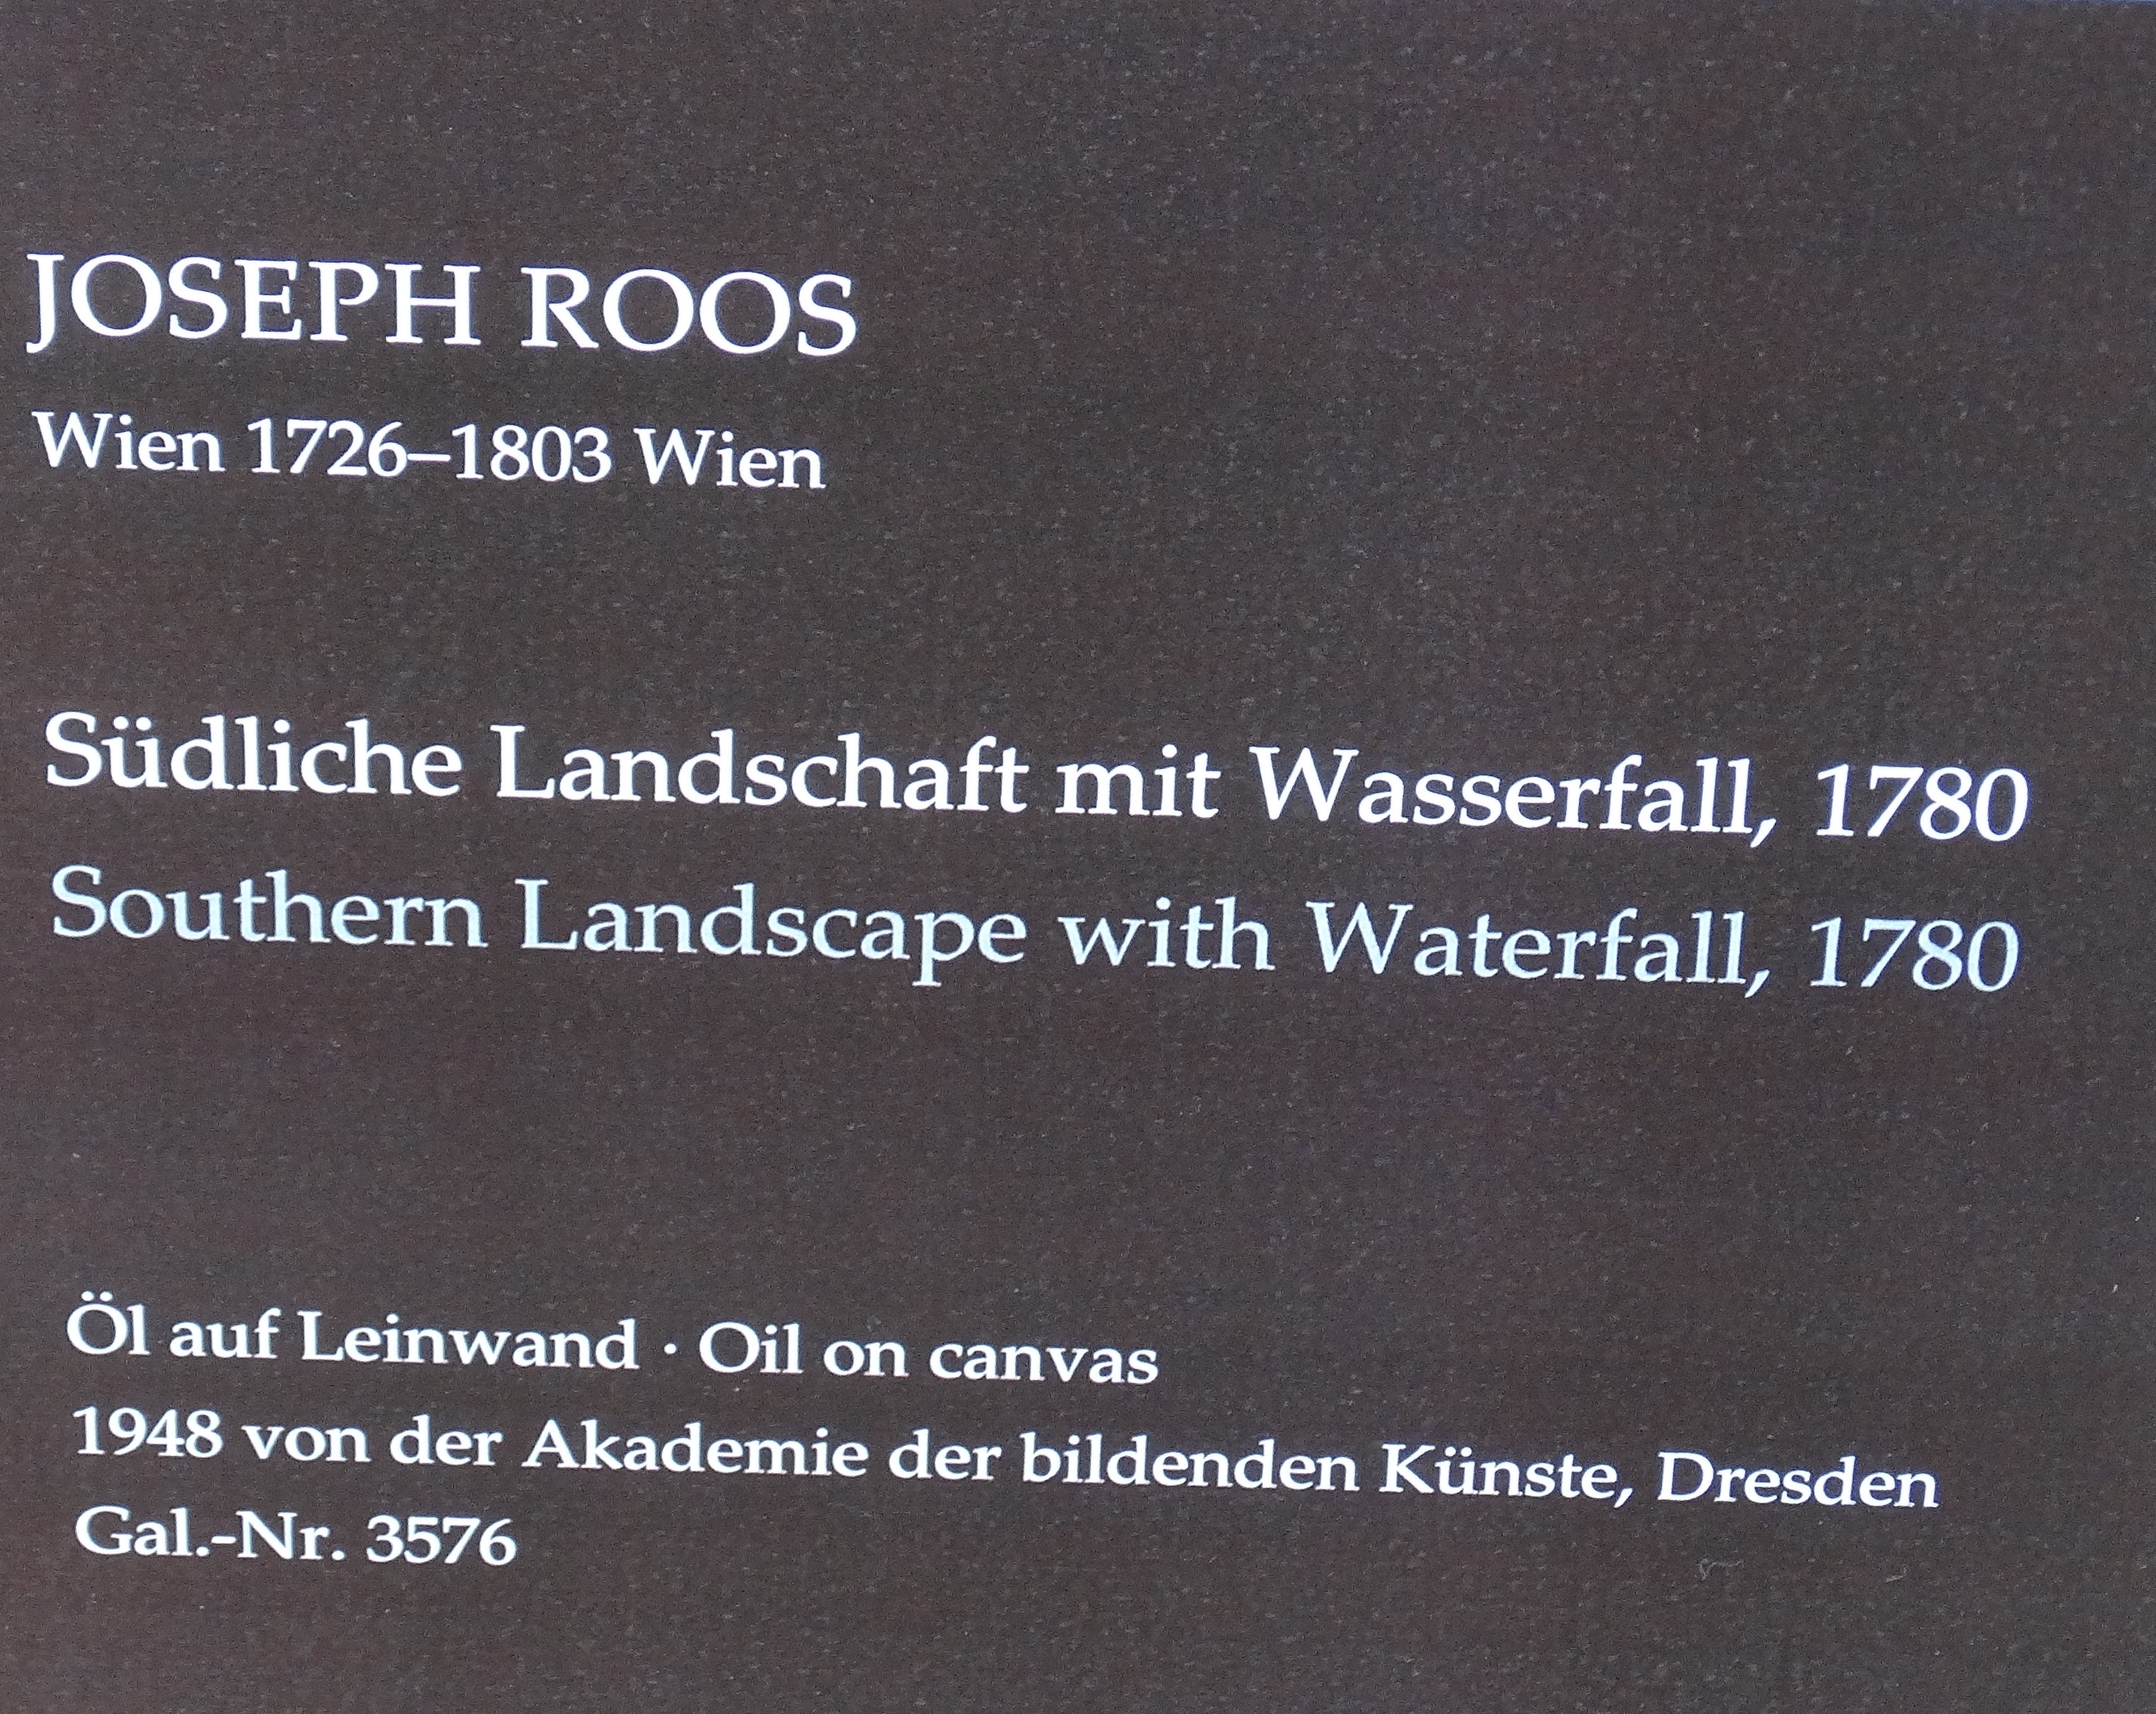 JOSEPH ROOS
Wien 1726–1803 Wien
Südliche Landschaft mit Wasserfall, 1780
Southern Landscape with Waterfall, 1780
Öl auf Leinwand · Oil on canvas
1948 von der Akademie der bildenden Künste, Dresden
Gal.-Nr. 3576